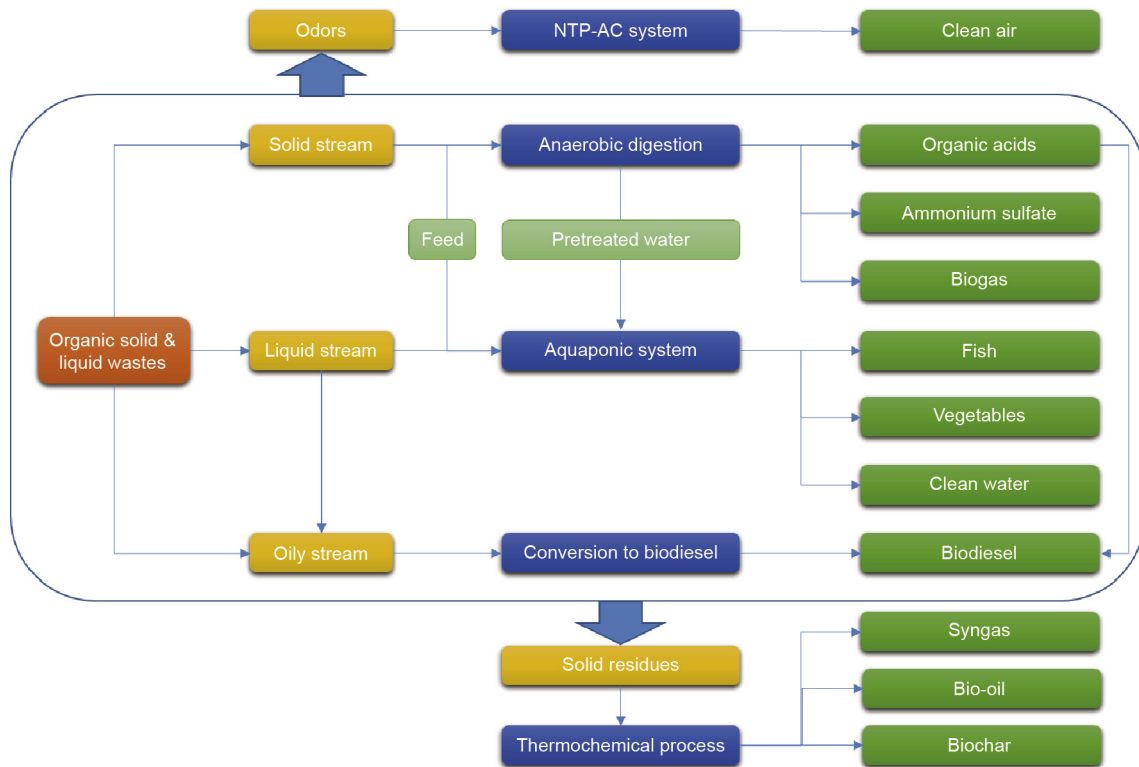 Odors
NTP-AC system
Clean air
Solid stream
Anaerobic digestion
Organic acids
Ammonium sulfate
Feed
Pretreated water
Biogas
Organic solid &
liquid wastes
Liquid stream
Aquaponic system
Fish
Vegetables
Clean water
Oily stream
Conversion to biodiesel
Biodiesel
Syngas
Solid residues
Bio-oil
Thermochemical process
Biochar